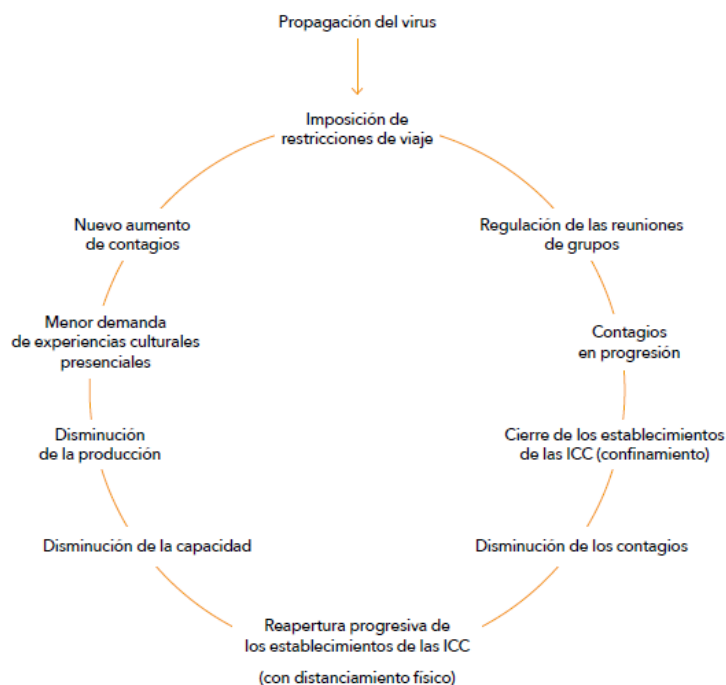 Propagación del virus
Imposición de
restricciones de viaje
Regulación de las reuniones
de grupos
Contagios
en progresión
Cierre de los establecimientos
de las ICC (confinamiento)
Disminución de los contagios
Reapertura progresiva de
los establecimientos de las ICC
(con distanciamiento físico)
Disminución de la capacidad
Disminución
de la producción
Menor demanda
de experiencias culturales
presenciales
Nuevo aumento
de contagios